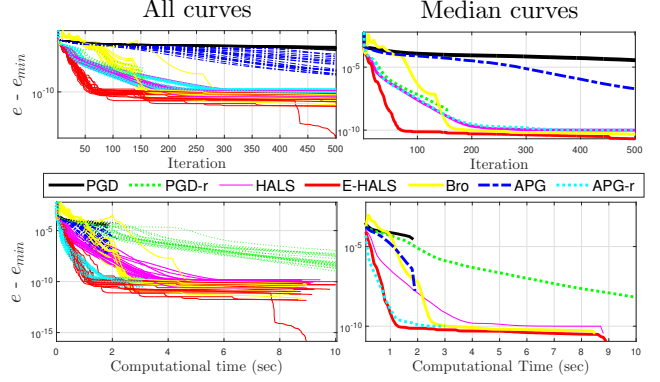 All curves Median curves
e - e_min
10^-10
10^-5
10^-10
50 100 150 200 250 300 350 400 450 500
100 200 300 400 500
Iteration Iteration
PGD PGD-r HALS E-HALS Bro APG APG-r
e - e_min
10^-5
10^-10
10^-15
10^-5
10^-10
0 2 4 6 8 10
1 2 3 4 5 6 7 8 9 10
Computational time (sec) Computational Time (Sec)